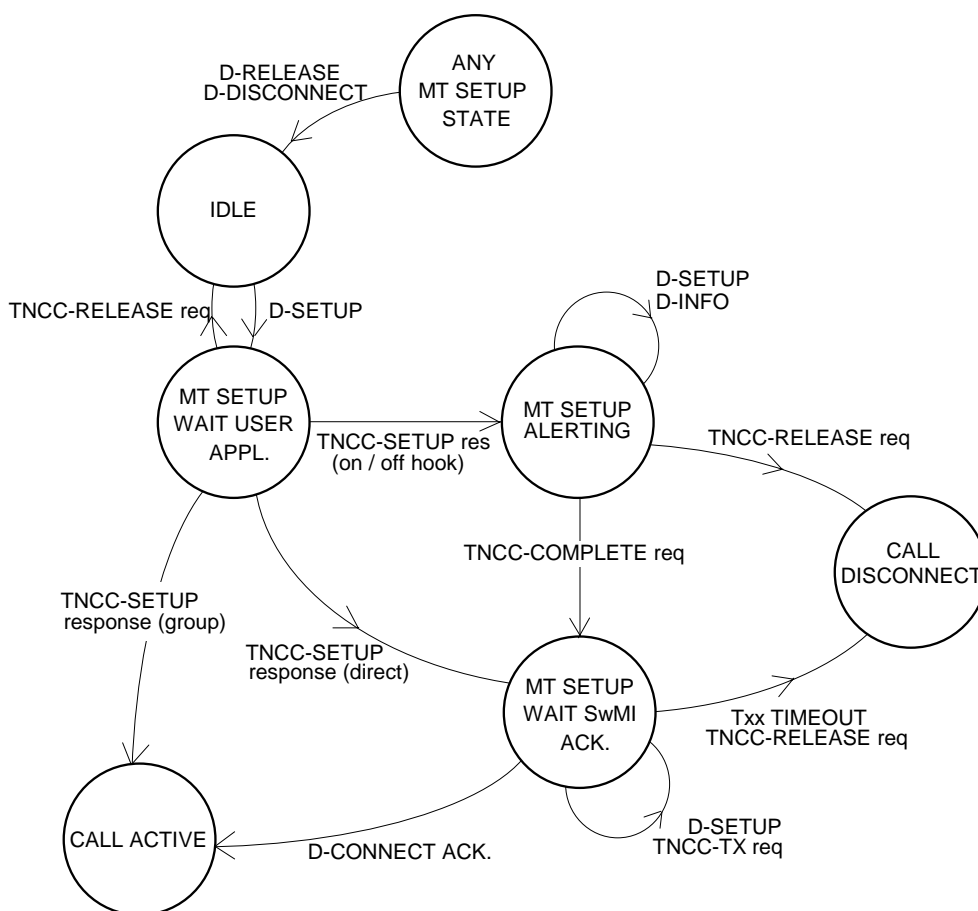 ANY
MT SETUP
STATE
D-RELEASE
D-DISCONNECT
IDLE
TNCC-RELEASE req
D-SETUP
D-SETUP
D-INFO
MT SETUP
WAIT USER
APPL.
MT SETUP
ALERTING
TNCC-SETUP res
(on / off hook)
TNCC-RELEASE req
TNCC-COMPLETE req
CALL
DISCONNECT
TNCC-SETUP
response (group)
TNCC-SETUP
response (direct)
MT SETUP
WAIT SwMI
ACK.
Txx TIMEOUT
TNCC-RELEASE req
CALL ACTIVE
D-CONNECT ACK.
D-SETUP
TNCC-TX req